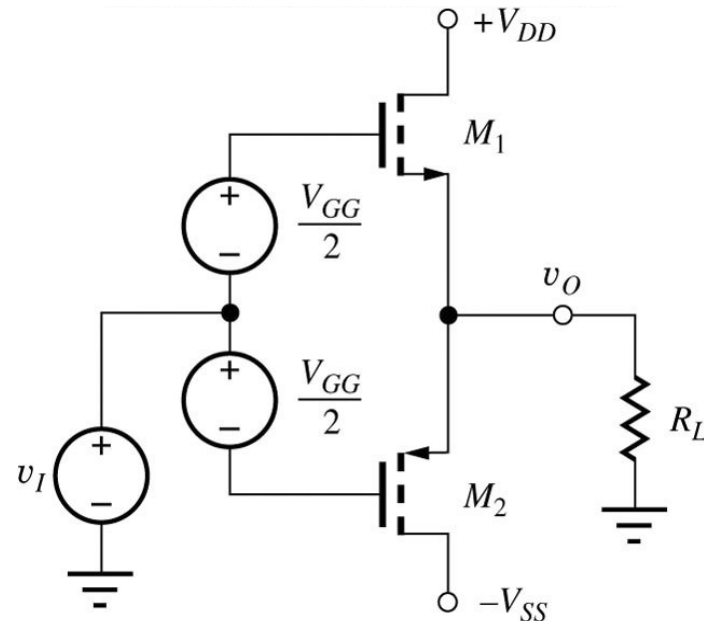 +V_DD
M_1
+
V_GG
2
−
v_O
+
V_GG
2
−
+
v_I
−
R_L
M_2
−V_SS